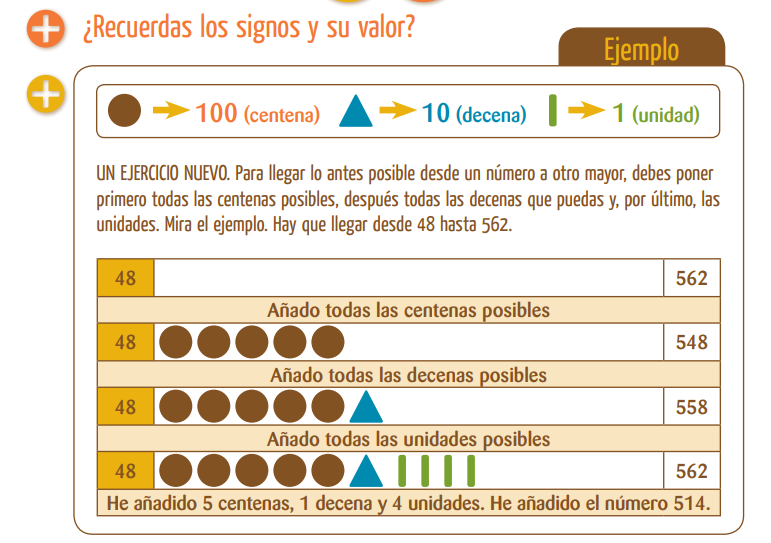 ¿Recuerdas los signos y su valor?
Ejemplo
100 (centena) 10 (decena) 1 (unidad)
UN EJERCICIO NUEVO. Para llegar lo antes posible desde un número a otro mayor, debes poner
primero todas las centenas posibles, después todas las decenas que puedas y, por último, las
unidades. Mira el ejemplo. Hay que llegar desde 48 hasta 562.
48 562
Añado todas las centenas posibles
48 548
Añado todas las decenas posibles
48 558
Añado todas las unidades posibles
48 562
He añadido 5 centenas, 1 decena y 4 unidades. He añadido el número 514.